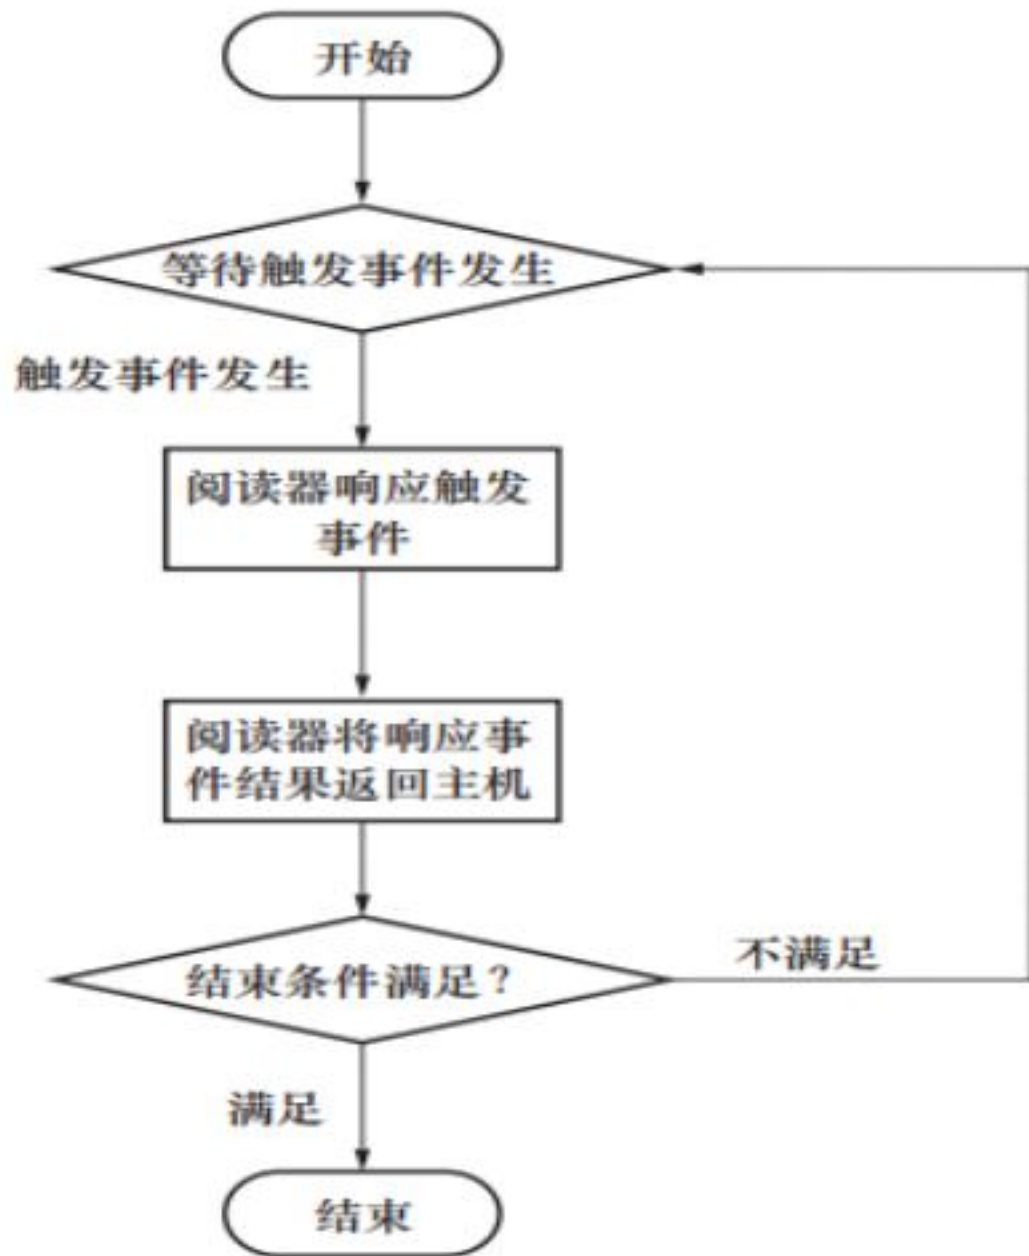 开始
等待触发事件发生
触发事件发生
阅读器响应触发
事件
阅读器将响应事
件结果返回主机
结束条件满足？
不满足
满足
结束